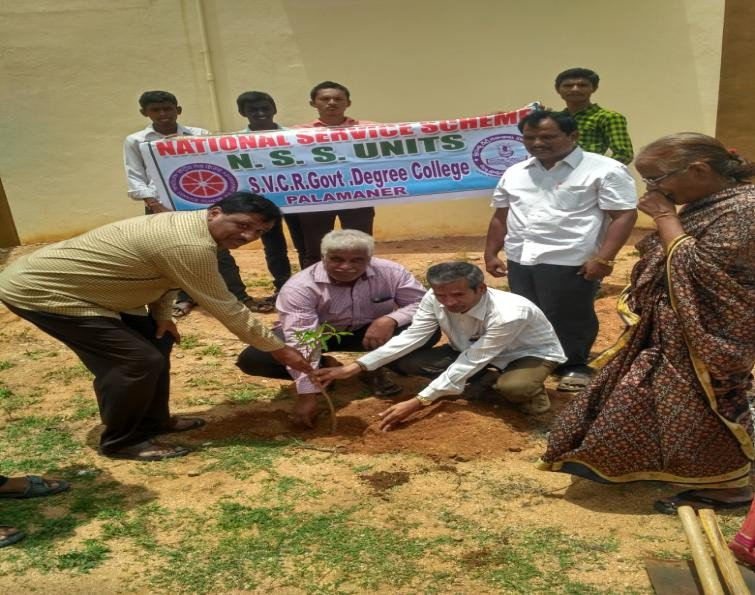 NATIONAL SERVICE SCHEME
N. S. S. UNITS
S.V.C.R.Govt .Degree College
PALAMANER